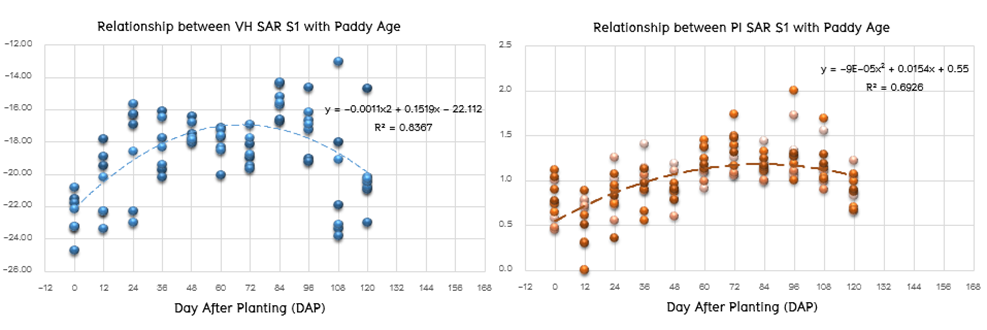 Relationship between VH SAR S1 with Paddy Age
-12.00
-14.00
-16.00
-18.00
-20.00
-22.00
-24.00
-26.00
y = -0.0011x2 + 0.1519x - 22.112
R² = 0.8367
-12 0 12 24 36 48 60 72 84 96 108 120 132 144 156 168
Day After Planting (DAP)
Relationship between PI SAR S1 with Paddy Age
2.5
2.0
1.5
1.0
0.5
0.0
y = -9E-05x² + 0.0154x + 0.55
R² = 0.6926
-12 0 12 24 36 48 60 72 84 96 108 120 132 144 156 168
Day After Planting (DAP)